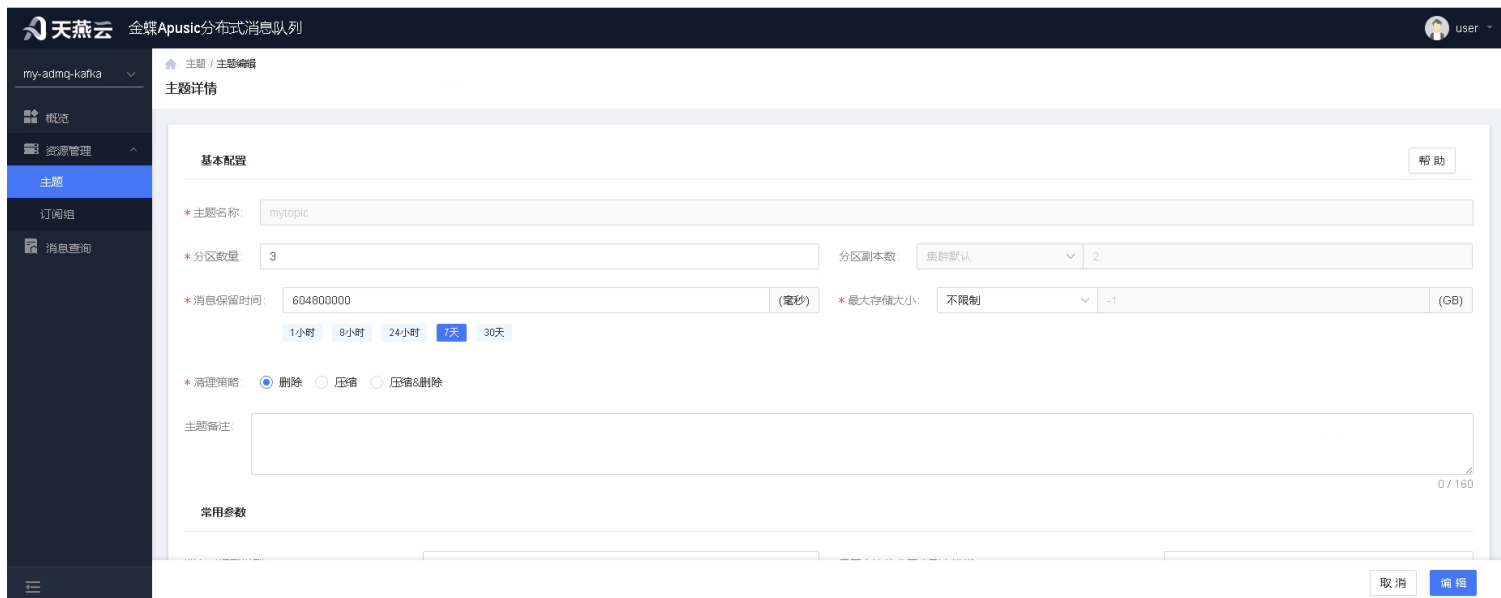 天燕云 金蝶Apusic分布式消息队列
user
my-admq-kafka
主题 / 主题编辑
主题详情
概览
资源管理
主题
订阅组
消息查询
基本配置
帮 助
* 主题名称:
mytopic
* 分区数量:
3
分区副本数:
集群默认
2
* 消息保留时间:
604800000
(毫秒)
* 最大存储大小:
不限制
-1
(GB)
1小时 8小时 24小时 7天 30天
* 清理策略:
删除 压缩 压缩&删除
主题备注:
0 / 160
常用参数
取 消
编 辑